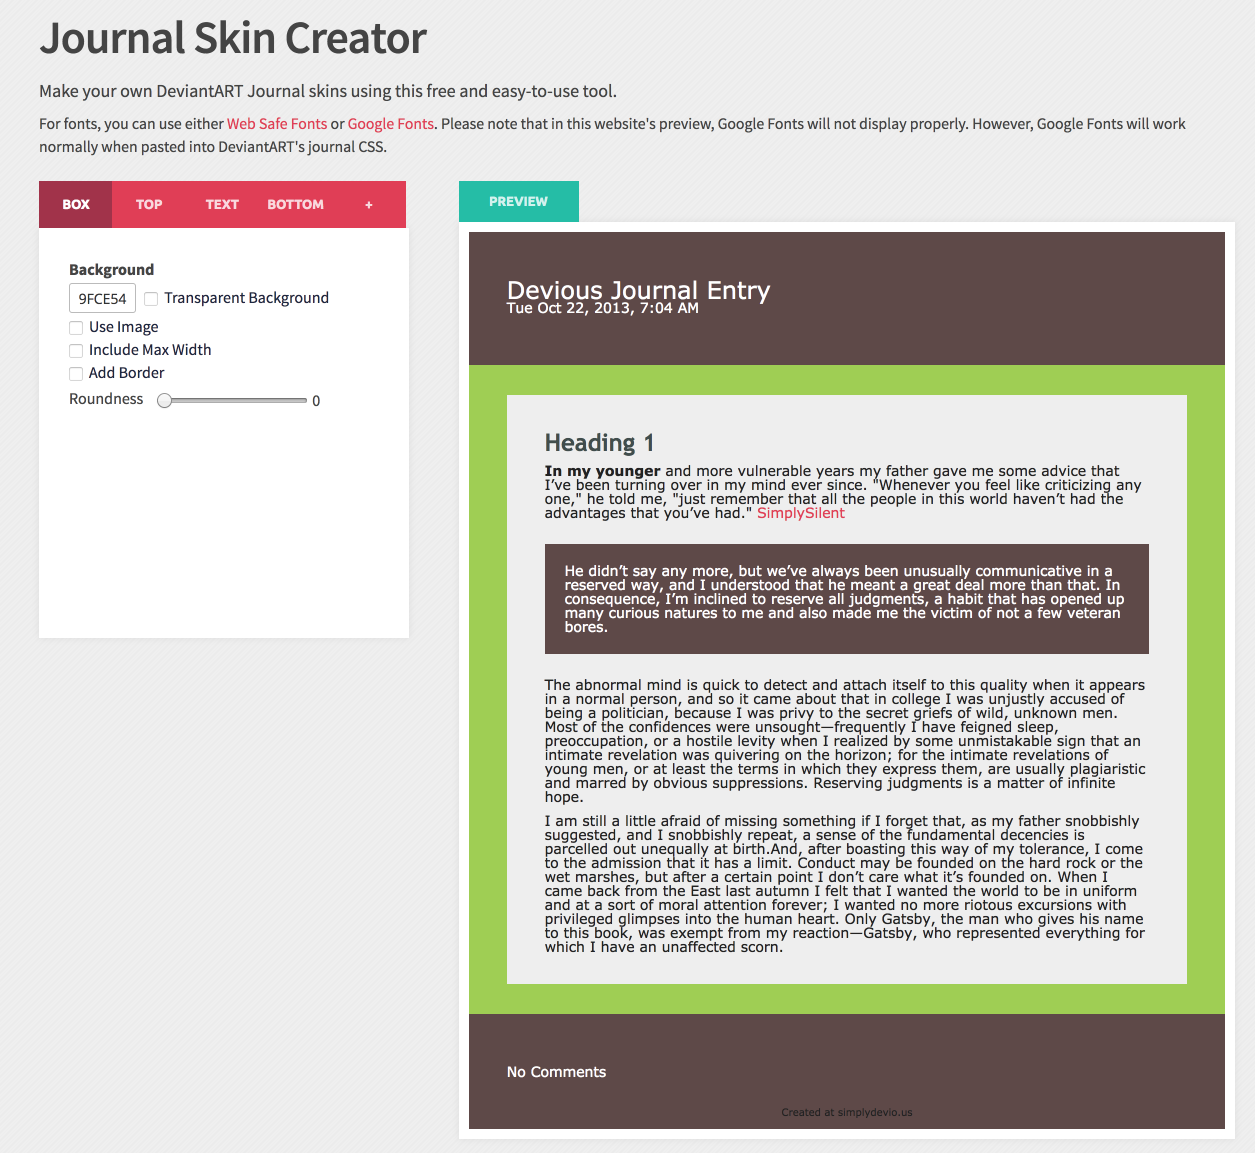 Journal Skin Creator
Make your own DeviantART Journal skins using this free and easy-to-use tool.
For fonts, you can use either Web Safe Fonts or Google Fonts. Please note that in this website's preview, Google Fonts will not display properly. However, Google Fonts will work
normally when pasted into DeviantART's journal CSS.
BOX TOP TEXT BOTTOM +
Background
9FCE54 Transparent Background
Use Image
Include Max Width
Add Border
Roundness 0
PREVIEW
Devious Journal Entry
Tue Oct 22, 2013, 7:04 AM
Heading 1
In my younger and more vulnerable years my father gave me some advice that
I’ve been turning over in my mind ever since. "Whenever you feel like criticizing any
one," he told me, "just remember that all the people in this world haven’t had the
advantages that you’ve had." SimplySilent
He didn’t say any more, but we’ve always been unusually communicative in a
reserved way, and I understood that he meant a great deal more than that. In
consequence, I’m inclined to reserve all judgments, a habit that has opened up
many curious natures to me and also made me the victim of not a few veteran
bores.
The abnormal mind is quick to detect and attach itself to this quality when it appears
in a normal person, and so it came about that in college I was unjustly accused of
being a politician, because I was privy to the secret griefs of wild, unknown men.
Most of the confidences were unsought—frequently I have feigned sleep,
preoccupation, or a hostile levity when I realized by some unmistakable sign that an
intimate revelation was quivering on the horizon; for the intimate revelations of
young men, or at least the terms in which they express them, are usually plagiaristic
and marred by obvious suppressions. Reserving judgments is a matter of infinite
hope.
I am still a little afraid of missing something if I forget that, as my father snobbishly
suggested, and I snobbishly repeat, a sense of the fundamental decencies is
parcelled out unequally at birth.And, after boasting this way of my tolerance, I come
to the admission that it has a limit. Conduct may be founded on the hard rock or the
wet marshes, but after a certain point I don’t care what it’s founded on. When I
came back from the East last autumn I felt that I wanted the world to be in uniform
and at a sort of moral attention forever; I wanted no more riotous excursions with
privileged glimpses into the human heart. Only Gatsby, the man who gives his name
to this book, was exempt from my reaction—Gatsby, who represented everything for
which I have an unaffected scorn.
No Comments
Created at simplydevio.us